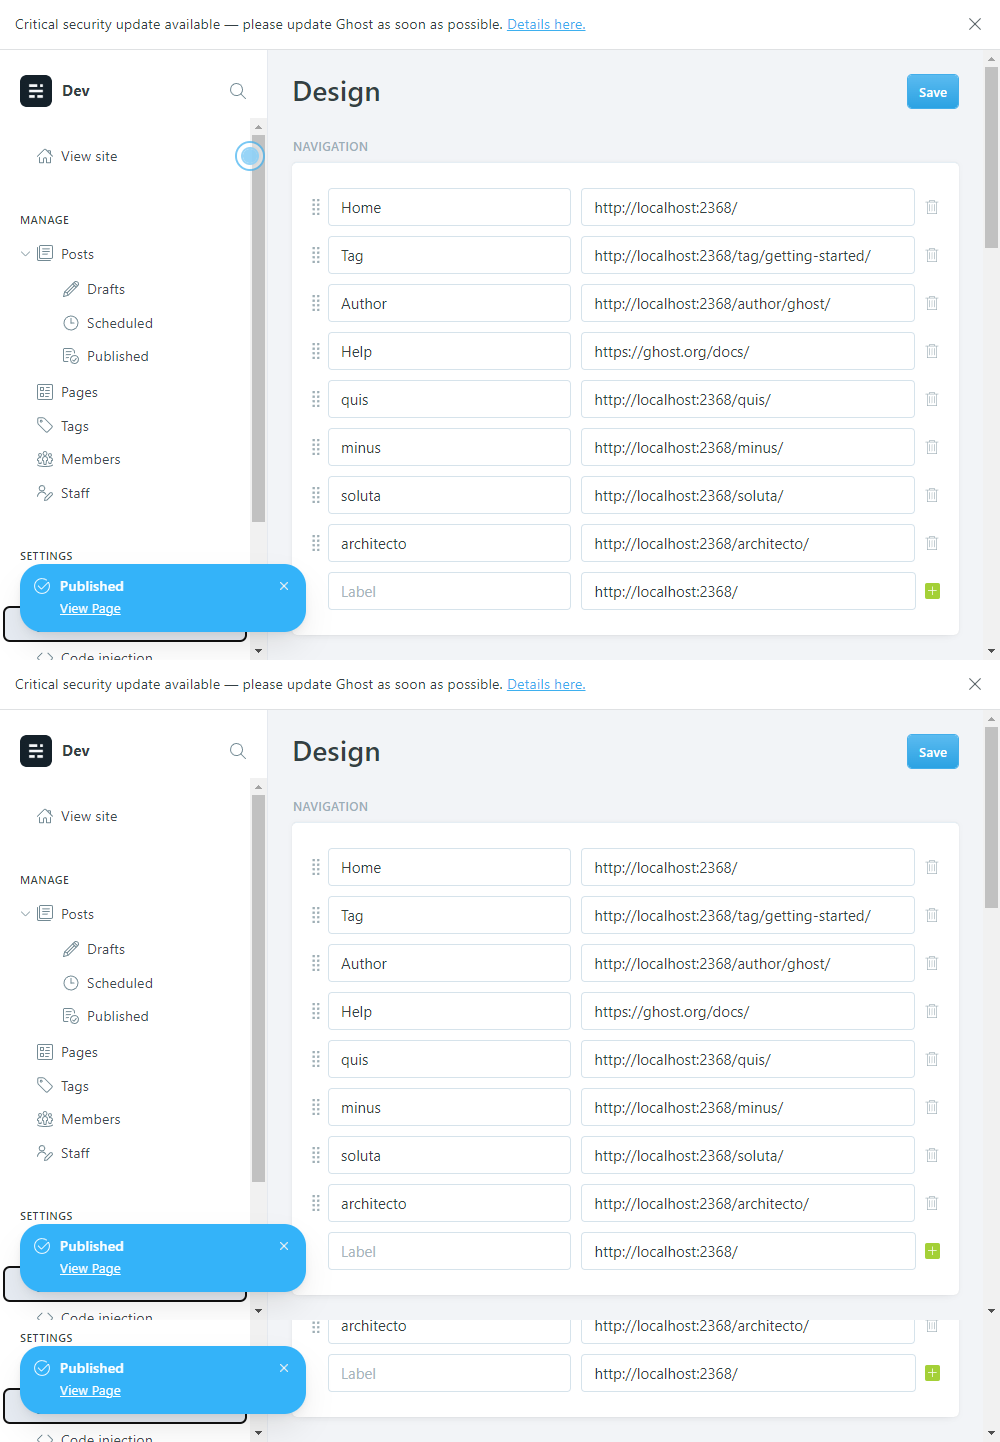 Critical security update available — please update Ghost as soon as possible. Details here.
Dev
Design
Save
NAVIGATION
View site
Home
http://localhost:2368/
MANAGE
Posts
Tag
http://localhost:2368/tag/getting-started/
Drafts
Author
http://localhost:2368/author/ghost/
Scheduled
Published
Help
https://ghost.org/docs/
Pages
quis
http://localhost:2368/quis/
Tags
minus
http://localhost:2368/minus/
Members
Staff
soluta
http://localhost:2368/soluta/
SETTINGS
architecto
http://localhost:2368/architecto/
Published
View Page
Label
http://localhost:2368/
Code injection
Critical security update available — please update Ghost as soon as possible. Details here.
Dev
Design
Save
NAVIGATION
View site
Home
http://localhost:2368/
MANAGE
Posts
Tag
http://localhost:2368/tag/getting-started/
Drafts
Author
http://localhost:2368/author/ghost/
Scheduled
Published
Help
https://ghost.org/docs/
Pages
quis
http://localhost:2368/quis/
Tags
minus
http://localhost:2368/minus/
Members
Staff
soluta
http://localhost:2368/soluta/
SETTINGS
architecto
http://localhost:2368/architecto/
Published
View Page
Label
http://localhost:2368/
Code injection
architecto
http://localhost:2368/architecto/
SETTINGS
Published
View Page
Label
http://localhost:2368/
Code injection